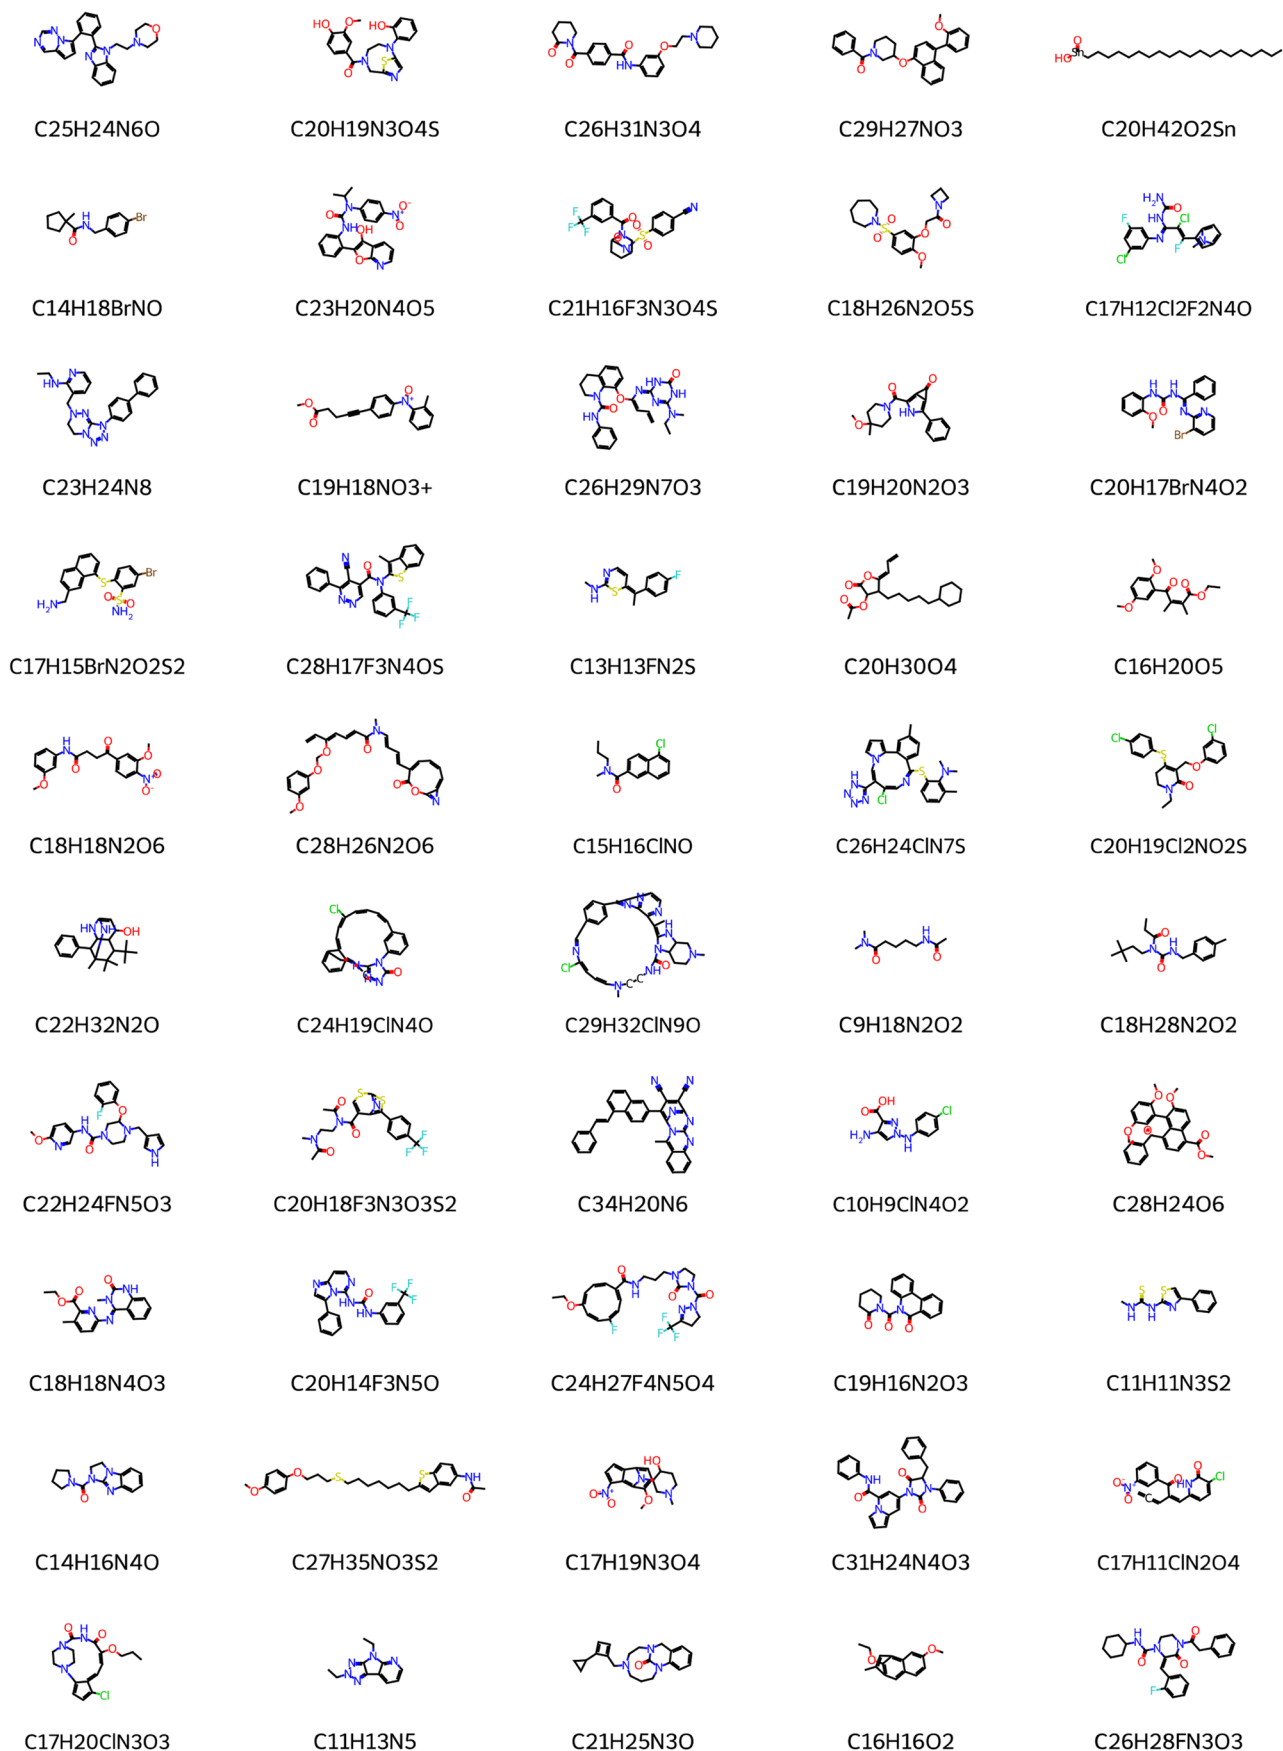 C25H24N6O C20H19N3O4S C26H31N3O4 C29H27NO3 C20H42O2Sn
C14H18BrNO C23H20N4O5 C21H16F3N3O4S C18H26N2O5S C17H12Cl2F2N4O
C23H24N8 C19H18NO3+ C26H29N7O3 C19H20N2O3 C20H17BrN4O2
C17H15BrN2O2S2 C28H17F3N4OS C13H13FN2S C20H30O4 C16H20O5
C18H18N2O6 C28H26N2O6 C15H16ClNO C26H24ClN7S C20H19Cl2NO2S
C22H32N2O C24H19ClN4O C29H32ClN9O C9H18N2O2 C18H28N2O2
C22H24FN5O3 C20H18F3N3O3S2 C34H20N6 C10H9ClN4O2 C28H24O6
C18H18N4O3 C20H14F3N5O C24H27F4N5O4 C19H16N2O3 C11H11N3S2
C14H16N4O C27H35NO3S2 C17H19N3O4 C31H24N4O3 C17H11ClN2O4
C17H20ClN3O3 C11H13N5 C21H25N3O C16H16O2 C26H28FN3O3